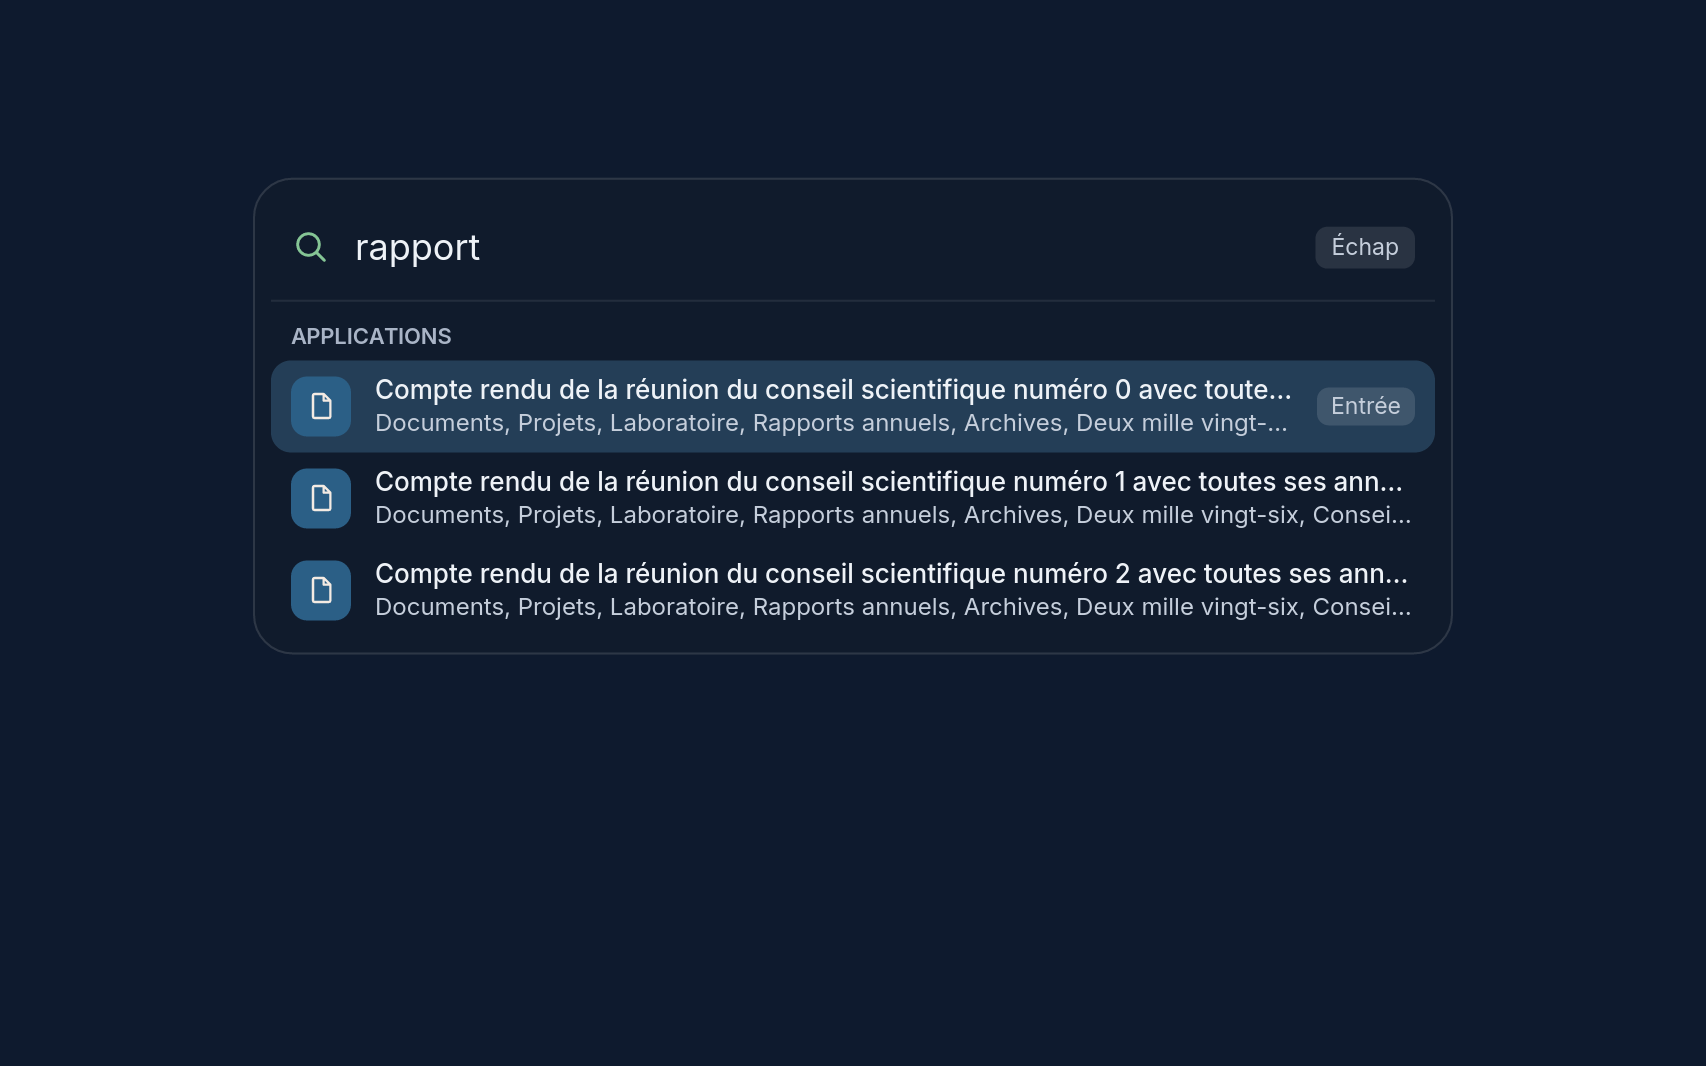 rapport
Échap
APPLICATIONS
Compte rendu de la réunion du conseil scientifique numéro 0 avec toute...
Documents, Projets, Laboratoire, Rapports annuels, Archives, Deux mille vingt-...
Entrée
Compte rendu de la réunion du conseil scientifique numéro 1 avec toutes ses ann...
Documents, Projets, Laboratoire, Rapports annuels, Archives, Deux mille vingt-six, Consei...
Compte rendu de la réunion du conseil scientifique numéro 2 avec toutes ses ann...
Documents, Projets, Laboratoire, Rapports annuels, Archives, Deux mille vingt-six, Consei...